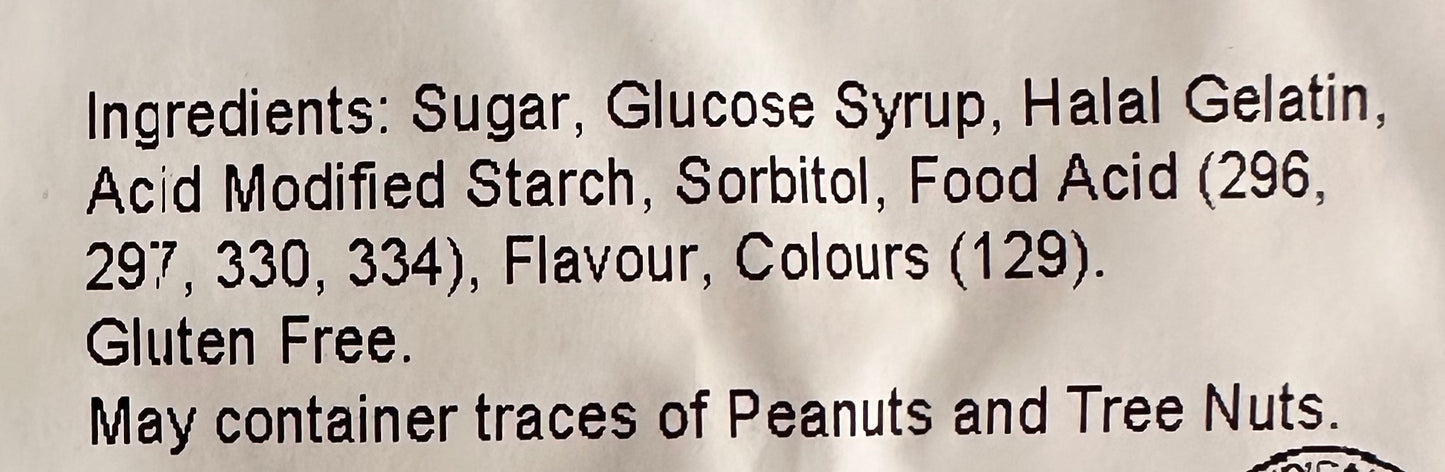 Ingredients: Sugar, Glucose Syrup, Halal Gelatin,
Acid Modified Starch, Sorbitol, Food Acid (296,
297, 330, 334), Flavour, Colours (129).
Gluten Free.
May container traces of Peanuts and Tree Nuts.